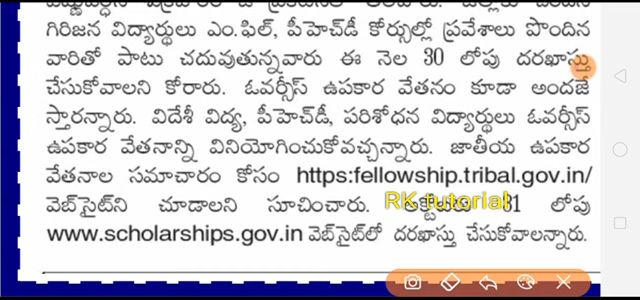 గిరిజన విద్యార్థులు ఎం.ఫిల్, పీహెచ్‌డీ కోర్సుల్లో ప్రవేశాలు పొందిన
వారితో పాటు చదువుతున్నవారు ఈ నెల 30 లోపు దరఖాస్తు
చేసుకోవాలని కోరారు. ఓవర్సీస్ ఉపకార వేతనం కూడా అందజే
స్తారన్నారు. విదేశీ విద్య, పీహెచ్‌డీ, పరిశోధన విద్యార్థులు ఓవర్సీస్
ఉపకార వేతనాన్ని వినియోగించుకోవచ్చన్నారు. జాతీయ ఉపకార
వేతనాల సమాచారం కోసం https:fellowship.tribal.gov.in/
వెబ్‌సైట్‌ని చూడాలని సూచించారు. 31 లోపు
RK tutorial
www.scholarships.gov.in వెబ్‌సైట్‌లో దరఖాస్తు చేసుకోవాలన్నారు.